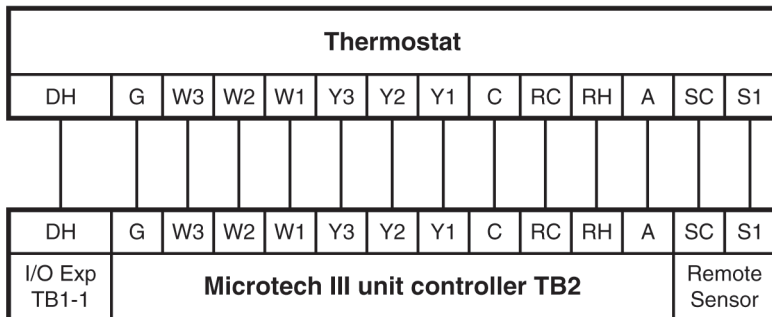 Thermostat
DH G W3 W2 W1 Y3 Y2 Y1 C RC RH A SC S1
DH G W3 W2 W1 Y3 Y2 Y1 C RC RH A SC S1
I/O Exp
TB1-1
Microtech III unit controller TB2
Remote
Sensor